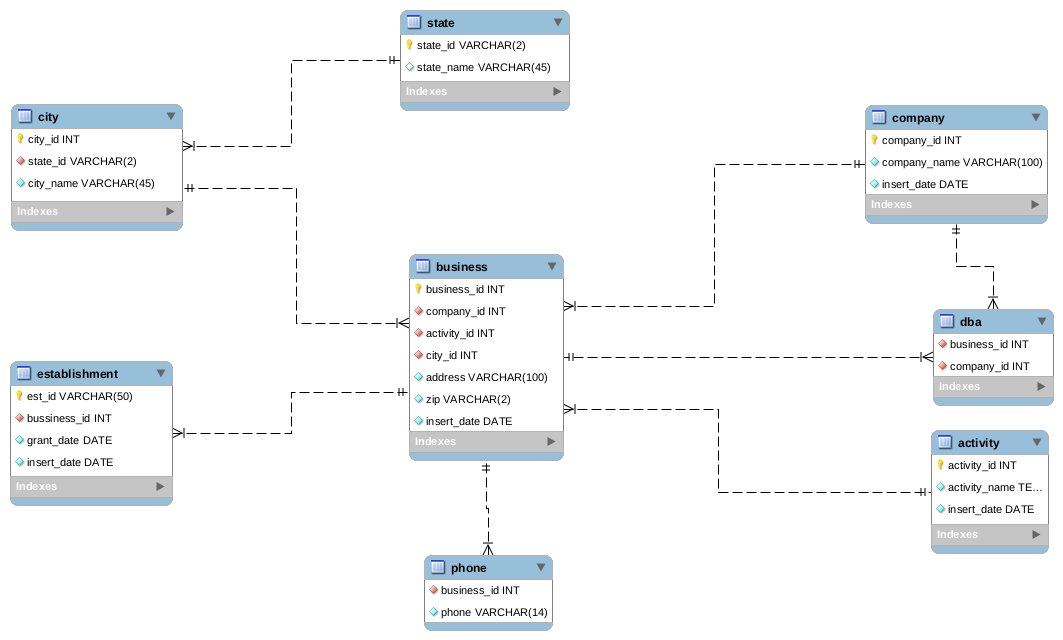 state
state_id VARCHAR(2)
state_name VARCHAR(45)
Indexes
city
city_id INT
state_id VARCHAR(2)
city_name VARCHAR(45)
Indexes
company
company_id INT
company_name VARCHAR(100)
insert_date DATE
Indexes
business
business_id INT
company_id INT
activity_id INT
city_id INT
address VARCHAR(100)
zip VARCHAR(2)
insert_date DATE
Indexes
dba
business_id INT
company_id INT
Indexes
establishment
est_id VARCHAR(50)
bussiness_id INT
grant_date DATE
insert_date DATE
Indexes
activity
activity_id INT
activity_name TE...
insert_date DATE
Indexes
phone
business_id INT
phone VARCHAR(14)